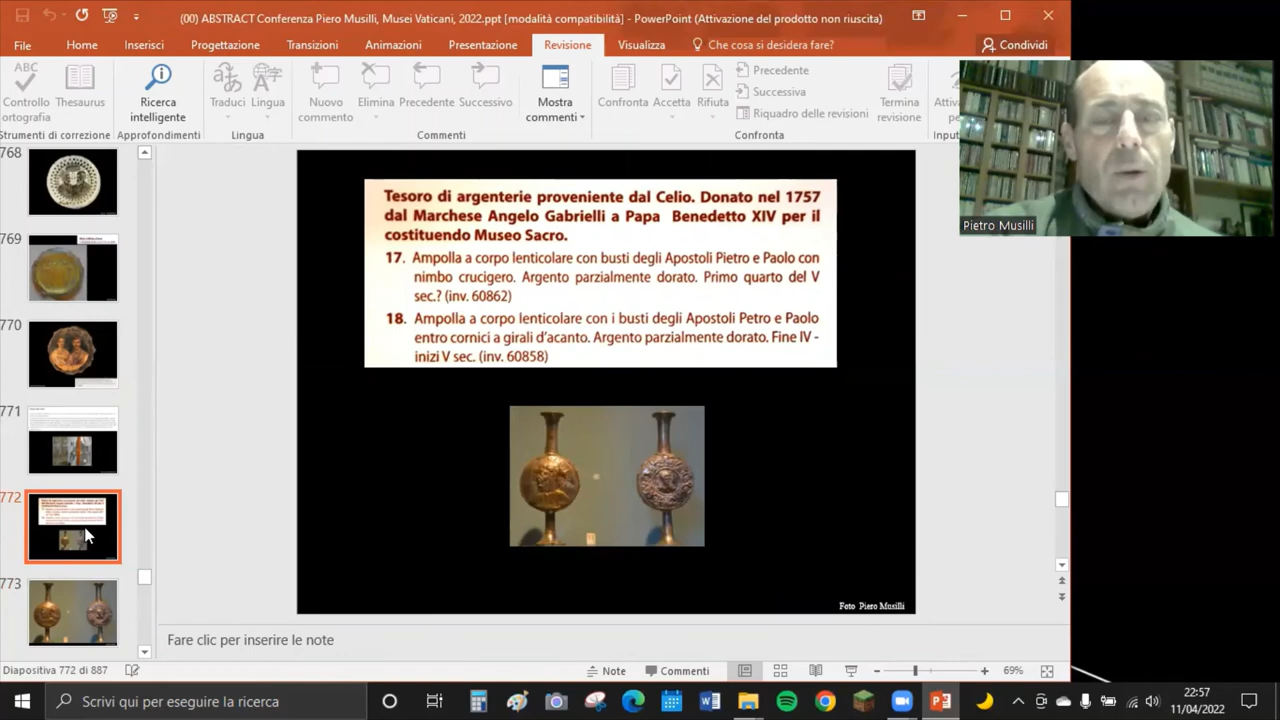 (00) ABSTRACT Conferenza Piero Musilli, Musei Vaticani, 2022.ppt [modalità compatibilità] - PowerPoint (Attivazione del prodotto non riuscita)
File Home Inserisci Progettazione Transizioni Animazioni Presentazione Revisione Visualizza Che cosa si desidera fare? Condividi
ABC
Controllo ortografia
Thesaurus
Ricerca intelligente
Traduci
Lingua
Nuovo commento
Elimina
Precedente
Successivo
Mostra commenti
Confronta
Accetta
Rifiuta
Precedente
Successiva
Riquadro delle revisioni
Termina revisione
Strumenti di correzione Approfondimenti Lingua Commenti Confronta
Pietro Musilli
768
769
770
771
772
773
Tesoro di argenterie proveniente dal Celio. Donato nel 1757
dal Marchese Angelo Gabrielli a Papa Benedetto XIV per il
costituendo Museo Sacro.
17. Ampolla a corpo lenticolare con busti degli Apostoli Pietro e Paolo con
nimbo crucigero. Argento parzialmente dorato. Primo quarto del V
sec.? (inv. 60862)
18. Ampolla a corpo lenticolare con i busti degli Apostoli Petro e Paolo
entro cornici a girali d'acanto. Argento parzialmente dorato. Fine IV -
inizi V sec. (inv. 60858)
Foto Piero Musilli
Fare clic per inserire le note
Diapositiva 772 di 887 Note Commenti 69%
Scrivi qui per eseguire la ricerca
22:57
11/04/2022